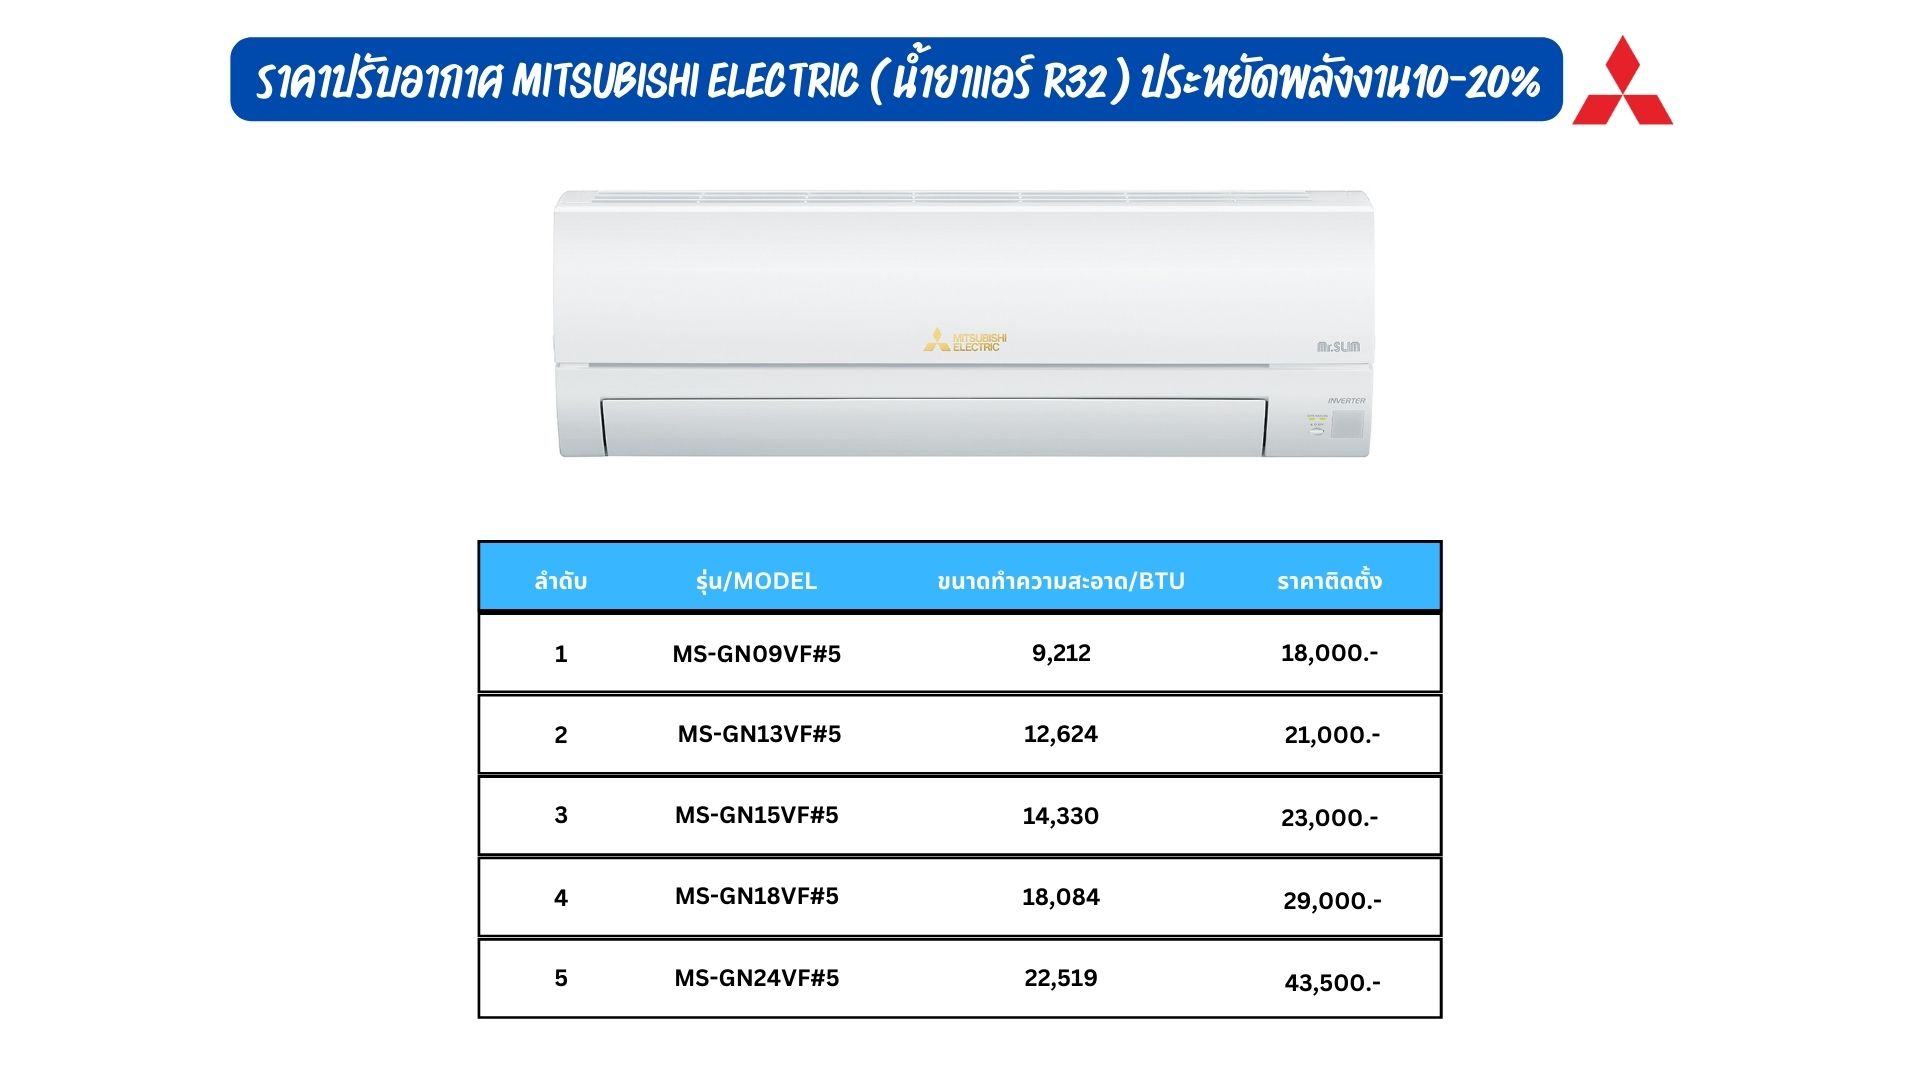 ราคาปรับอากาศ MITSUBISHI ELECTRIC (น้ำยาแอร์ R32) ประหยัดพลังงาน10-20%
MITSUBISHI
ELECTRIC
Mr.SLIM
INVERTER
ลำดับ รุ่น/MODEL ขนาดทำความสะอาด/BTU ราคาติดตั้ง
1 MS-GN09VF#5 9,212 18,000.-
2 MS-GN13VF#5 12,624 21,000.-
3 MS-GN15VF#5 14,330 23,000.-
4 MS-GN18VF#5 18,084 29,000.-
5 MS-GN24VF#5 22,519 43,500.-